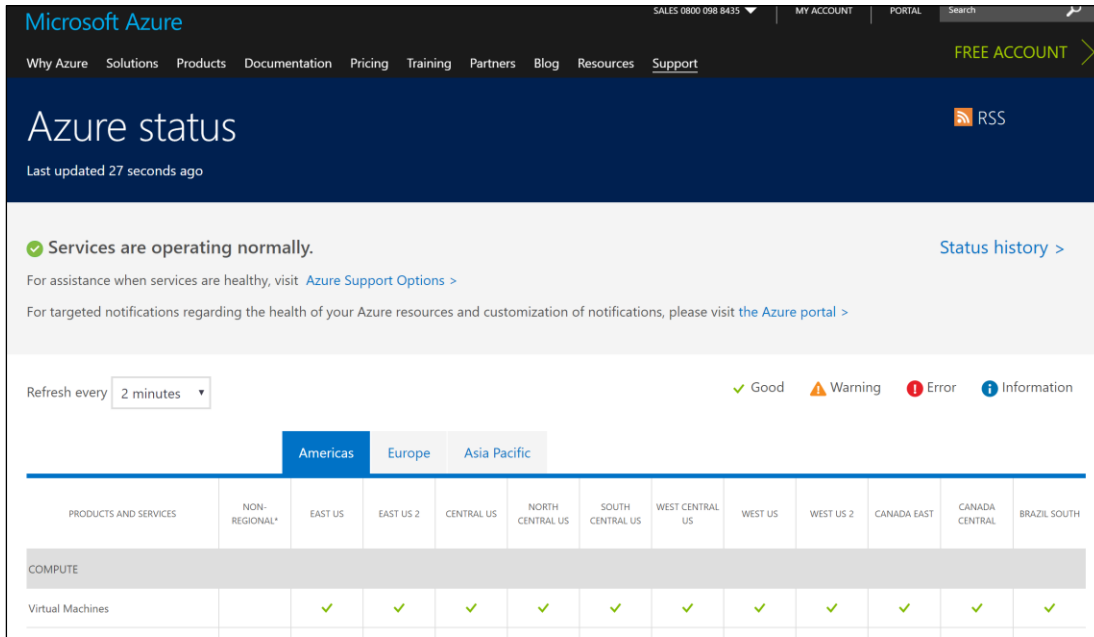 SALES 0800 098 8435 MY ACCOUNT PORTAL Search
Microsoft Azure
FREE ACCOUNT
Why Azure Solutions Products Documentation Pricing Training Partners Blog Resources Support
Azure status
RSS
Last updated 27 seconds ago
Services are operating normally.
Status history >
For assistance when services are healthy, visit Azure Support Options >
For targeted notifications regarding the health of your Azure resources and customization of notifications, please visit the Azure portal >
Refresh every 2 minutes
Good Warning Error Information
Americas Europe Asia Pacific
PRODUCTS AND SERVICES
NON-
REGIONAL*
EAST US
EAST US 2
CENTRAL US
NORTH
CENTRAL US
SOUTH
CENTRAL US
WEST CENTRAL
US
WEST US
WEST US 2
CANADA EAST
CANADA
CENTRAL
BRAZIL SOUTH
COMPUTE
Virtual Machines